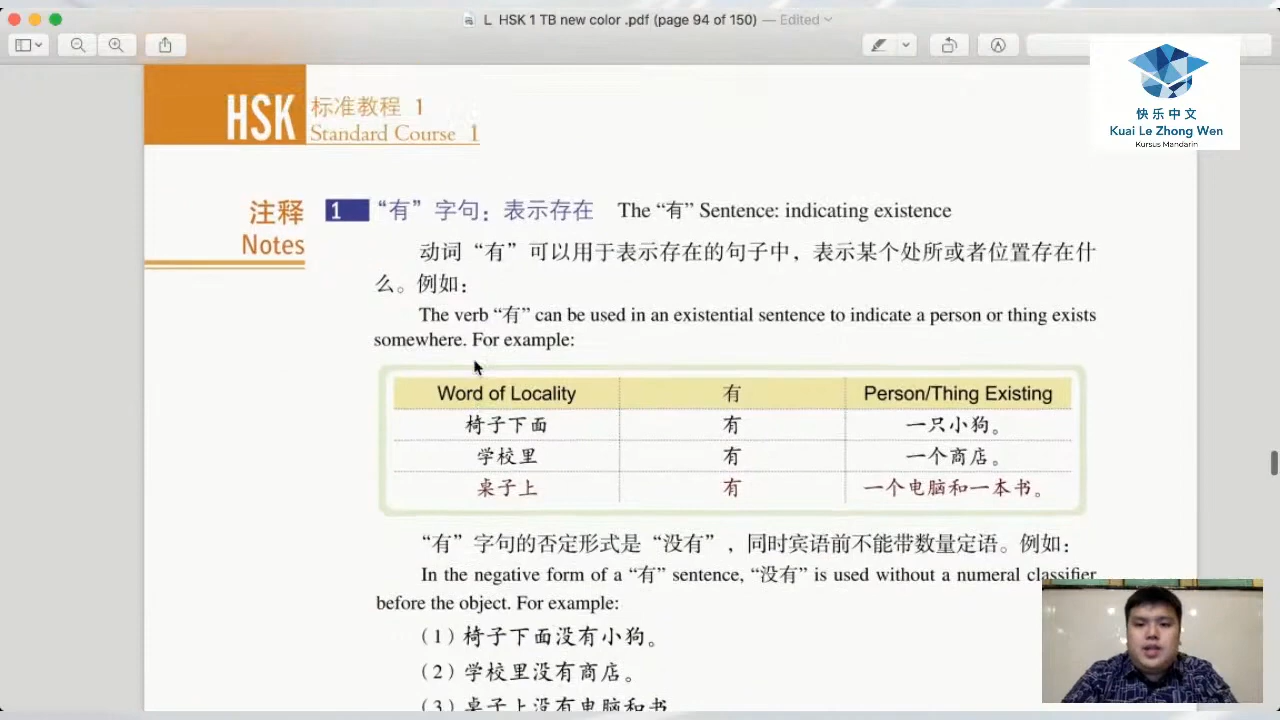 L HSK 1 TB new color .pdf (page 94 of 150) — Edited
快乐中文
Kuai Le Zhong Wen
Kursus Mandarin
HSK 标准教程 1
Standard Course 1
注释
Notes
1 “有”字句：表示存在 The “有” Sentence: indicating existence
动词“有”可以用于表示存在的句子中，表示某个处所或者位置存在什
么。例如：
The verb “有” can be used in an existential sentence to indicate a person or thing exists
somewhere. For example:
Word of Locality 有 Person/Thing Existing
椅子下面 有 一只小狗。
学校里 有 一个商店。
桌子上 有 一个电脑和一本书。
“有”字句的否定形式是“没有”，同时宾语前不能带数量定语。例如：
In the negative form of a “有” sentence, “没有” is used without a numeral classifier
before the object. For example:
（1）椅子下面没有小狗。
（2）学校里没有商店。
（3）桌子上没有电脑和书